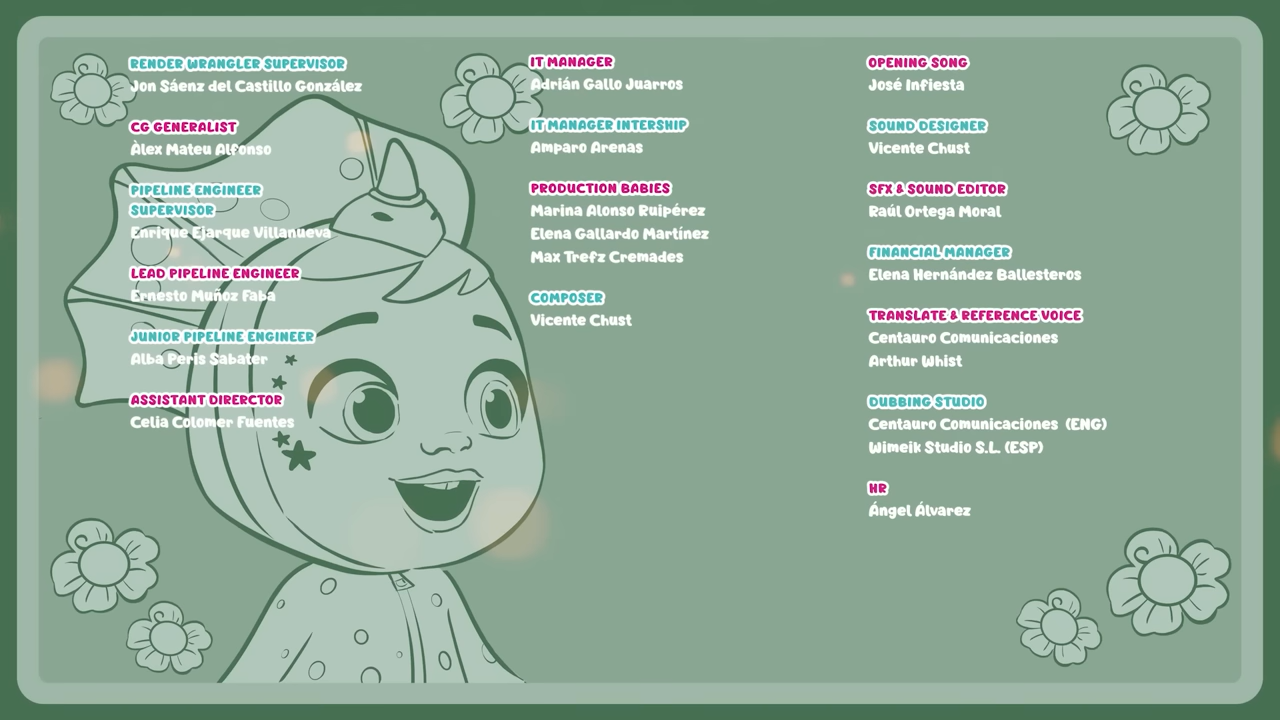 RENDER WRANGLER SUPERVISOR
Jon Sáenz del Castillo González
CG GENERALIST
Àlex Mateu Alfonso
PIPELINE ENGINEER
SUPERVISOR
Enrique Ejarque Villanueva
LEAD PIPELINE ENGINEER
Ernesto Muñoz Faba
JUNIOR PIPELINE ENGINEER
Alba Peris Sabater
ASSISTANT DIRERCTOR
Celia Colomer Fuentes
IT MANAGER
Adrián Gallo Juarros
IT MANAGER INTERSHIP
Amparo Arenas
PRODUCTION BABIES
Marina Alonso Ruipérez
Elena Gallardo Martínez
Max Trefz Cremades
COMPOSER
Vicente Chust
OPENING SONG
José Infiesta
SOUND DESIGNER
Vicente Chust
SFX & SOUND EDITOR
Raúl Ortega Moral
FINANCIAL MANAGER
Elena Hernández Ballesteros
TRANSLATE & REFERENCE VOICE
Centauro Comunicaciones
Arthur Whist
DUBBING STUDIO
Centauro Comunicaciones (ENG)
Wimeik Studio S.L. (ESP)
HR
Ángel Álvarez